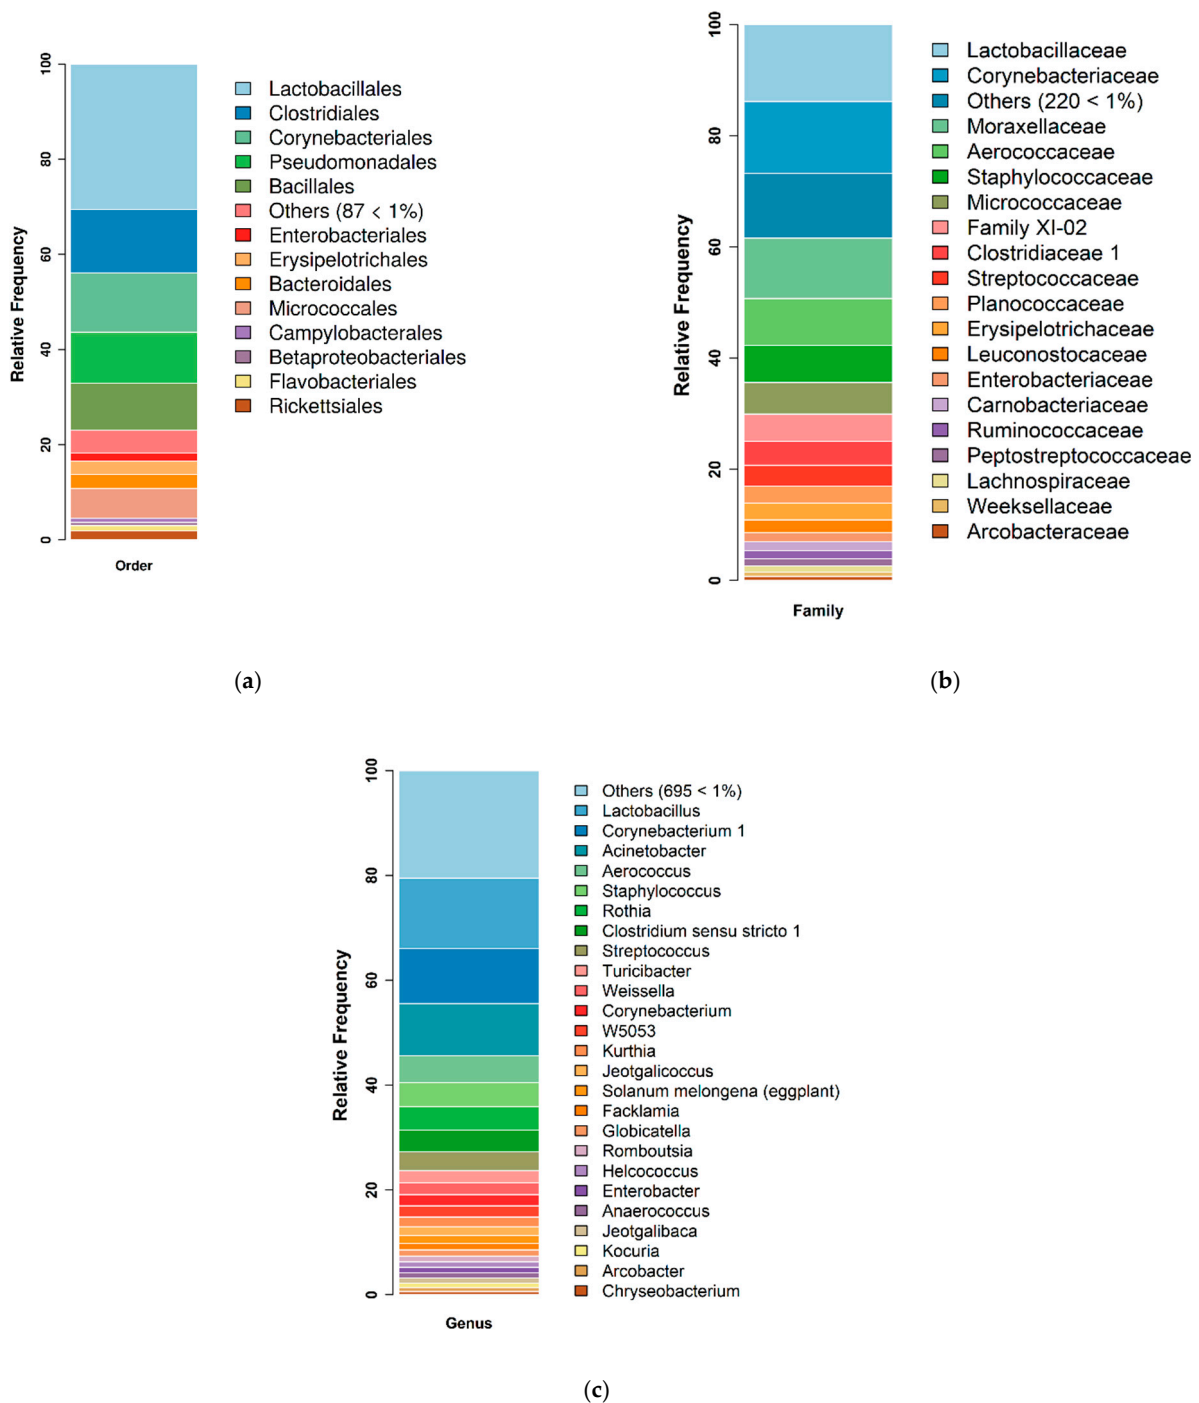 100
80
60
40
20
0
Relative Frequency
Order
Lactobacillales
Clostridiales
Corynebacteriales
Pseudomonadales
Bacillales
Others (87 < 1%)
Enterobacteriales
Erysipelotrichales
Bacteroidales
Micrococcales
Campylobacterales
Betaproteobacteriales
Flavobacteriales
Rickettsiales
(a)
100
80
60
40
20
0
Relative Frequency
Family
Lactobacillaceae
Corynebacteriaceae
Others (220 < 1%)
Moraxellaceae
Aerococcaceae
Staphylococcaceae
Micrococcaceae
Family XI-02
Clostridiaceae 1
Streptococcaceae
Planococcaceae
Erysipelotrichaceae
Leuconostocaceae
Enterobacteriaceae
Carnobacteriaceae
Ruminococcaceae
Peptostreptococcaceae
Lachnospiraceae
Weeksellaceae
Arcobacteraceae
(b)
100
80
60
40
20
0
Relative Frequency
Genus
Others (695 < 1%)
Lactobacillus
Corynebacterium 1
Acinetobacter
Aerococcus
Staphylococcus
Rothia
Clostridium sensu stricto 1
Streptococcus
Turicibacter
Weissella
Corynebacterium
W5053
Kurthia
Jeotgalicoccus
Solanum melongena (eggplant)
Facklamia
Globicatella
Romboutsia
Helcococcus
Enterobacter
Anaerococcus
Jeotgalibaca
Kocuria
Arcobacter
Chryseobacterium
(c)